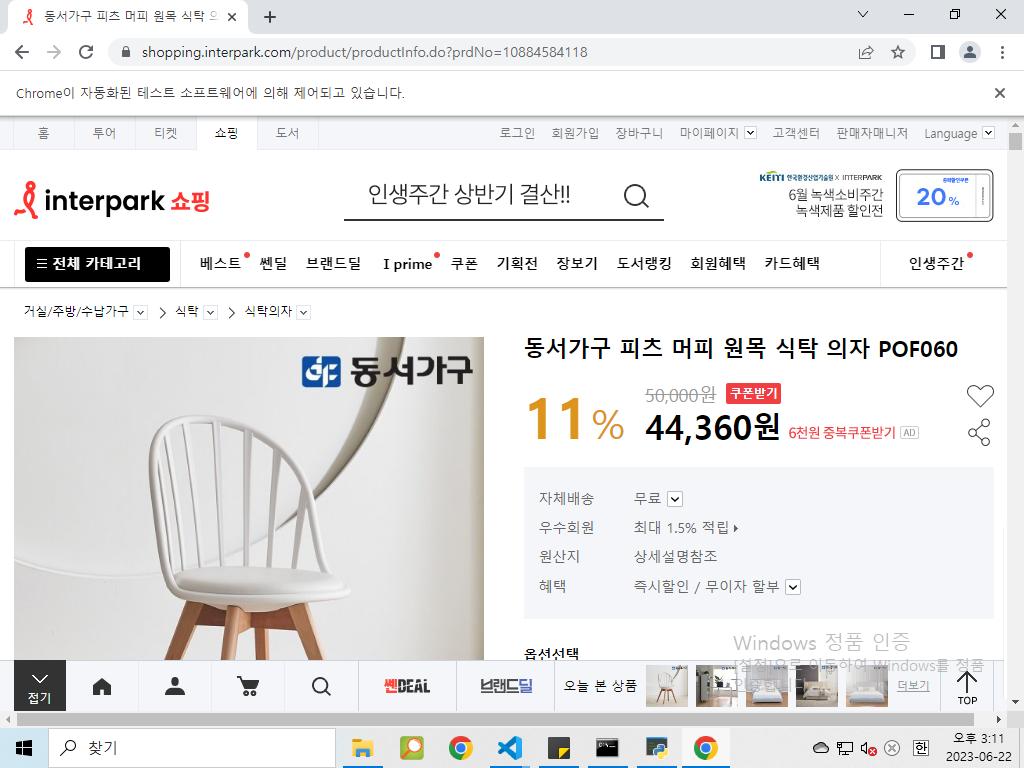 동서가구 피츠 머피 원목 식탁 으
shopping.interpark.com/product/productInfo.do?prdNo=10884584118
Chrome이 자동화된 테스트 소프트웨어에 의해 제어되고 있습니다.
홈 투어 티켓 쇼핑 도서 로그인 회원가입 장바구니 마이페이지 고객센터 판매자매니저 Language
interpark 쇼핑
인생주간 상반기 결산!!
KEITI 한국환경산업기술원 X INTERPARK
6월 녹색소비주간
녹색제품 할인전
20%
전체 카테고리 베스트 쎈딜 브랜드딜 I prime 쿠폰 기획전 장보기 도서랭킹 회원혜택 카드혜택 인생주간
거실/주방/수납가구 식탁 식탁의자
동서가구
동서가구 피츠 머피 원목 식탁 의자 POF060
11% 50,000원 쿠폰받기
44,360원 6천원 중복쿠폰받기 AD
자체배송 무료
우수회원 최대 1.5% 적립
원산지 상세설명참조
혜택 즉시할인 / 무이자 할부
옵션선택
Windows 정품 인증
[설정]으로 이동하여 Windows를 정품
인증합니다
접기 쎈DEAL 브랜드딜 오늘 본 상품 더보기 TOP
찾기
한
오후 3:11
2023-06-22